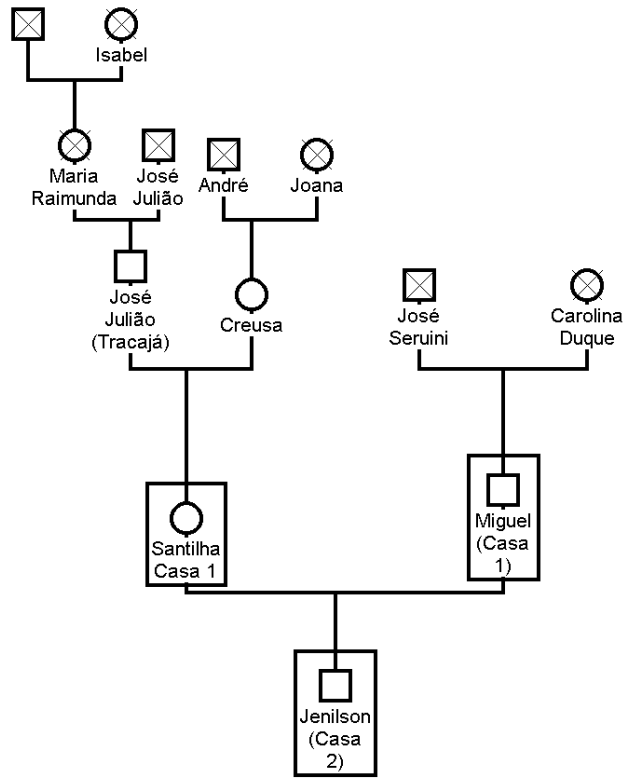 Isabel
Maria
Raimunda
José
Julião
André
Joana
José
Julião
(Tracajá)
Creusa
José
Seruini
Carolina
Duque
Santilha
Casa 1
Miguel
(Casa
1)
Jenilson
(Casa
2)